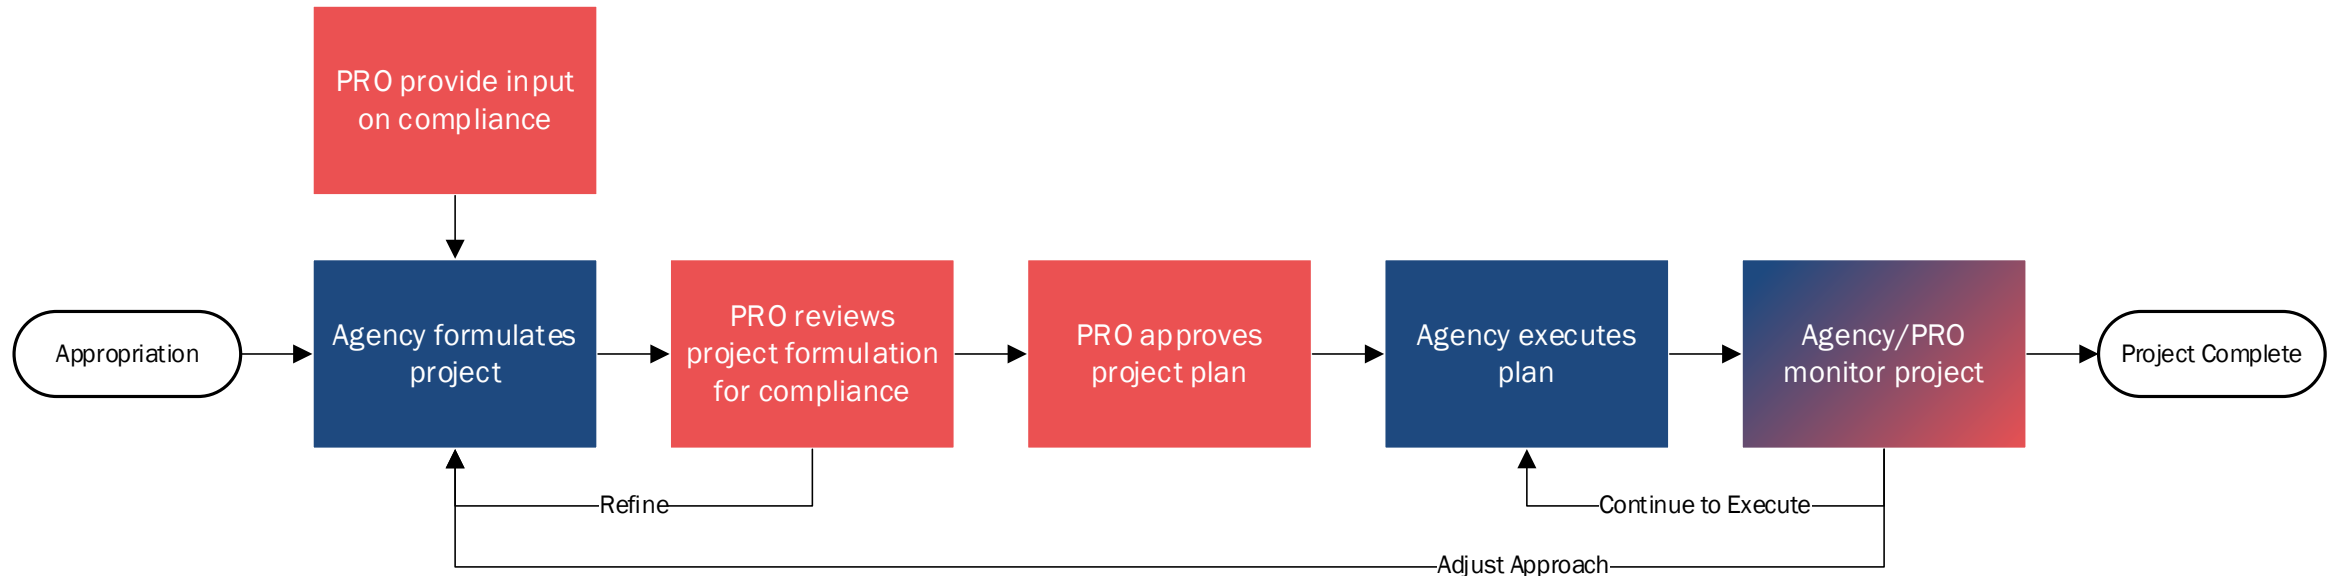 PRO provide input
on compliance
Appropriation
Agency formulates
project
PRO reviews
project formulation
for compliance
PRO approves
project plan
Agency executes
plan
Agency/PRO
monitor project
Project Complete
Refine
Continue to Execute
Adjust Approach